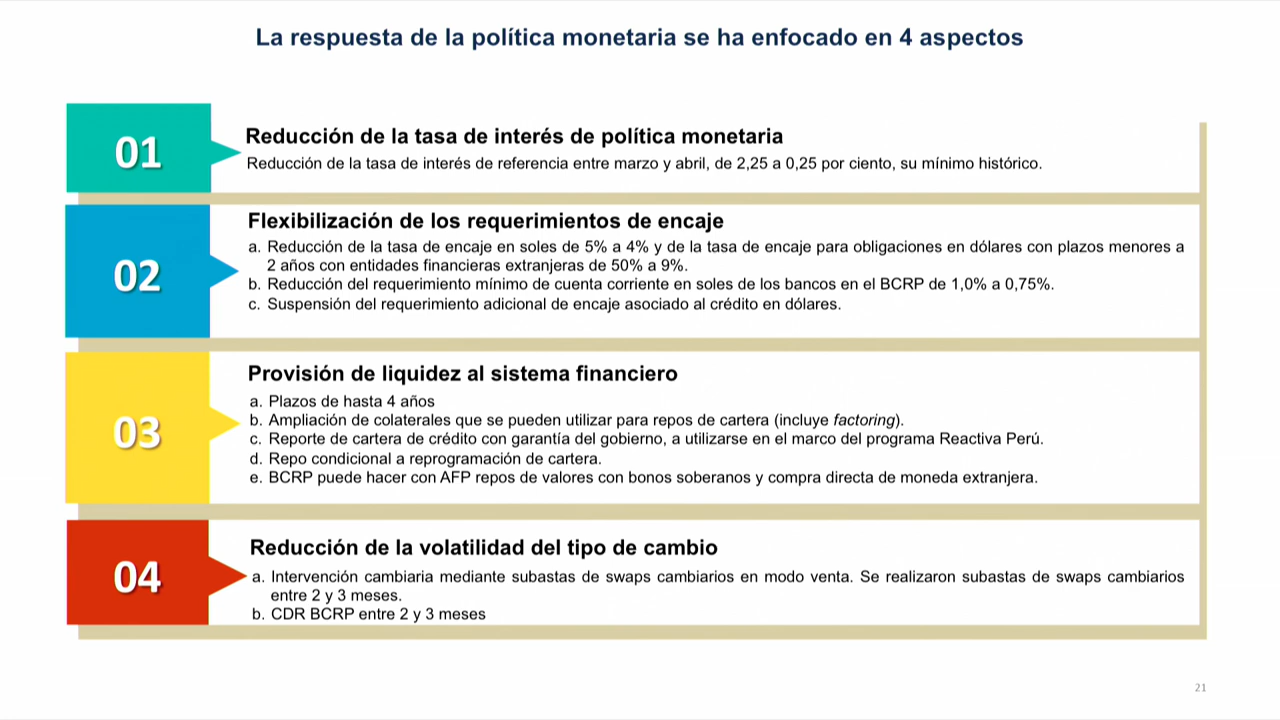 La respuesta de la política monetaria se ha enfocado en 4 aspectos
01
Reducción de la tasa de interés de política monetaria
Reducción de la tasa de interés de referencia entre marzo y abril, de 2,25 a 0,25 por ciento, su mínimo histórico.
02
Flexibilización de los requerimientos de encaje
a. Reducción de la tasa de encaje en soles de 5% a 4% y de la tasa de encaje para obligaciones en dólares con plazos menores a
2 años con entidades financieras extranjeras de 50% a 9%.
b. Reducción del requerimiento mínimo de cuenta corriente en soles de los bancos en el BCRP de 1,0% a 0,75%.
c. Suspensión del requerimiento adicional de encaje asociado al crédito en dólares.
03
Provisión de liquidez al sistema financiero
a. Plazos de hasta 4 años
b. Ampliación de colaterales que se pueden utilizar para repos de cartera (incluye factoring).
c. Reporte de cartera de crédito con garantía del gobierno, a utilizarse en el marco del programa Reactiva Perú.
d. Repo condicional a reprogramación de cartera.
e. BCRP puede hacer con AFP repos de valores con bonos soberanos y compra directa de moneda extranjera.
04
Reducción de la volatilidad del tipo de cambio
a. Intervención cambiaria mediante subastas de swaps cambiarios en modo venta. Se realizaron subastas de swaps cambiarios
entre 2 y 3 meses.
b. CDR BCRP entre 2 y 3 meses
21